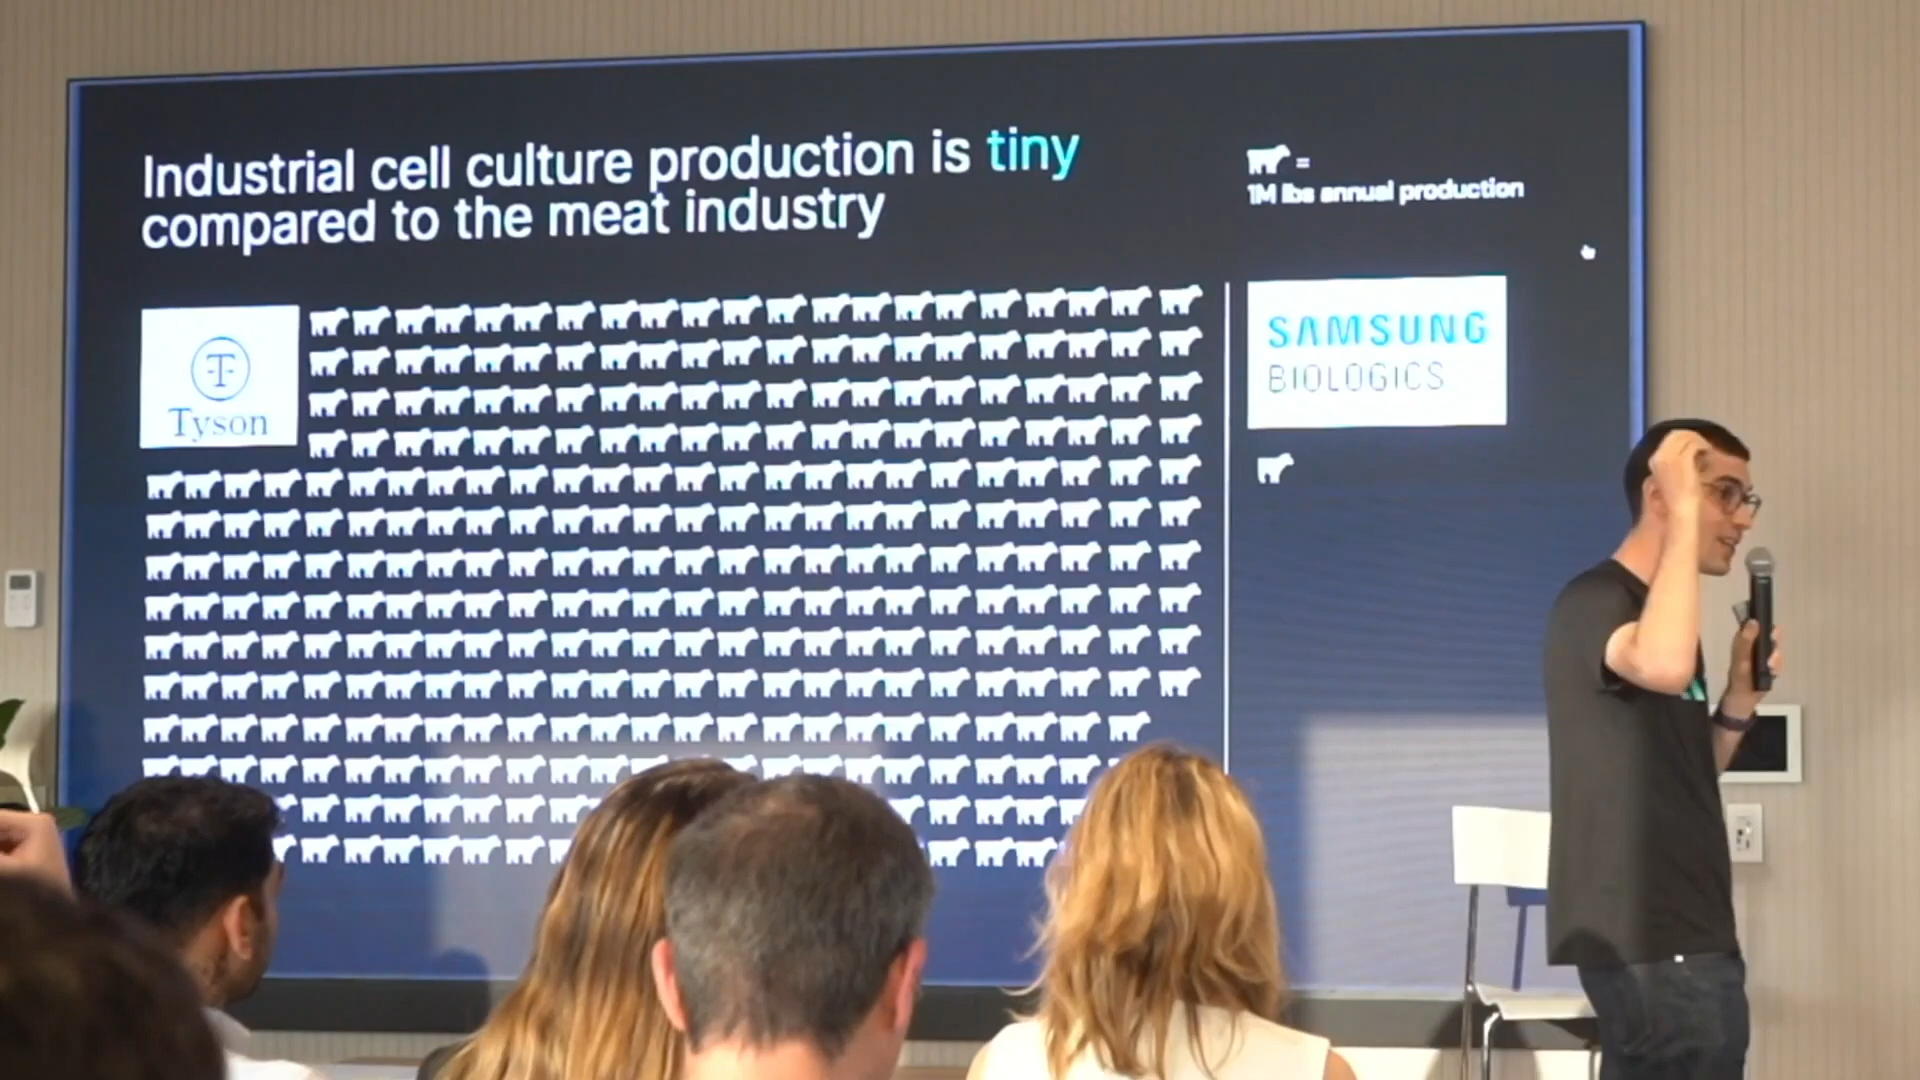 Industrial cell culture production is tiny
compared to the meat industry
=
1M lbs annual production
T
Tyson
SAMSUNG
BIOLOGICS